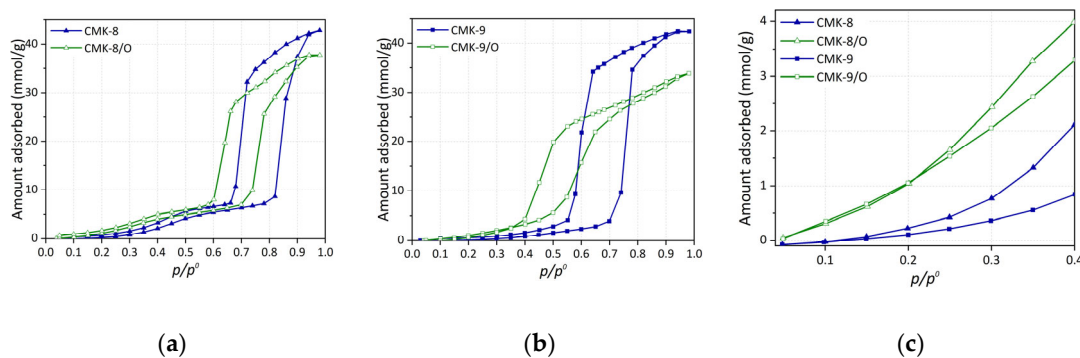 CMK-8
CMK-8/O
Amount adsorbed (mmol/g)
40
30
20
10
0
0.0 0.1 0.2 0.3 0.4 0.5 0.6 0.7 0.8 0.9 1.0
p/p⁰
(a)
CMK-9
CMK-9/O
Amount adsorbed (mmol/g)
40
30
20
10
0
0.0 0.1 0.2 0.3 0.4 0.5 0.6 0.7 0.8 0.9 1.0
p/p⁰
(b)
CMK-8
CMK-8/O
CMK-9
CMK-9/O
Amount adsorbed (mmol/g)
4
3
2
1
0
0.1 0.2 0.3 0.4
p/p⁰
(c)